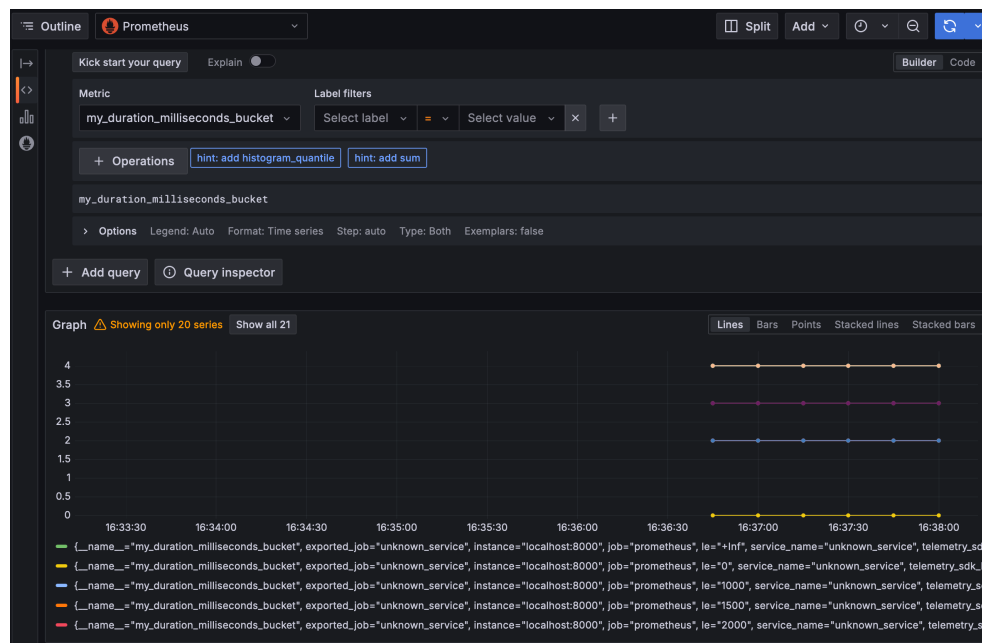 Outline Prometheus Split Add
Kick start your query Explain Builder Code
Metric Label filters
my_duration_milliseconds_bucket Select label = Select value × +
+ Operations hint: add histogram_quantile hint: add sum
my_duration_milliseconds_bucket
> Options Legend: Auto Format: Time series Step: auto Type: Both Exemplars: false
+ Add query Query inspector
Graph Showing only 20 series Show all 21 Lines Bars Points Stacked lines Stacked bars
4
3.5
3
2.5
2
1.5
1
0.5
0
16:33:30 16:34:00 16:34:30 16:35:00 16:35:30 16:36:00 16:36:30 16:37:00 16:37:30 16:38:00
{__name__="my_duration_milliseconds_bucket", exported_job="unknown_service", instance="localhost:8000", job="prometheus", le="+Inf", service_name="unknown_service", telemetry_sd
{__name__="my_duration_milliseconds_bucket", exported_job="unknown_service", instance="localhost:8000", job="prometheus", le="0", service_name="unknown_service", telemetry_sdk_l
{__name__="my_duration_milliseconds_bucket", exported_job="unknown_service", instance="localhost:8000", job="prometheus", le="1000", service_name="unknown_service", telemetry_s
{__name__="my_duration_milliseconds_bucket", exported_job="unknown_service", instance="localhost:8000", job="prometheus", le="1500", service_name="unknown_service", telemetry_s
{__name__="my_duration_milliseconds_bucket", exported_job="unknown_service", instance="localhost:8000", job="prometheus", le="2000", service_name="unknown_service", telemetry_s